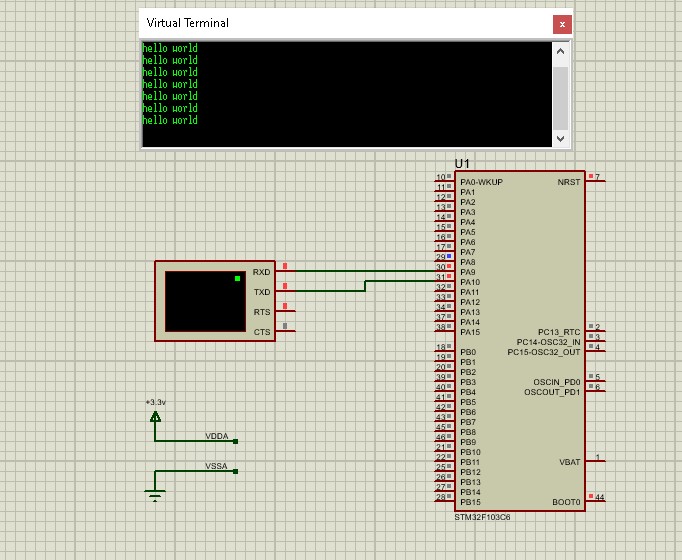 Virtual Terminal
x
hello world
hello world
hello world
hello world
hello world
hello world
hello world
U1
10 PA0-WKUP NRST 7
11 PA1
12 PA2
13 PA3
14 PA4
15 PA5
16 PA6
17 PA7
29 PA8
RXD 30 PA9
31 PA10
TXD 32 PA11
33 PA12
RTS 34 PA13
37 PA14
CTS 38 PA15 PC13_RTC 2
PC14-OSC32_IN 3
18 PB0 PC15-OSC32_OUT 4
19 PB1
20 PB2
39 PB3 OSCIN_PD0 5
40 PB4 OSCOUT_PD1 6
+3.3v 41 PB5
42 PB6
43 PB7
45 PB8
VDDA 46 PB9
21 PB10
22 PB11 VBAT 1
VSSA 25 PB12
26 PB13
27 PB14
28 PB15 BOOT0 44
STM32F103C6